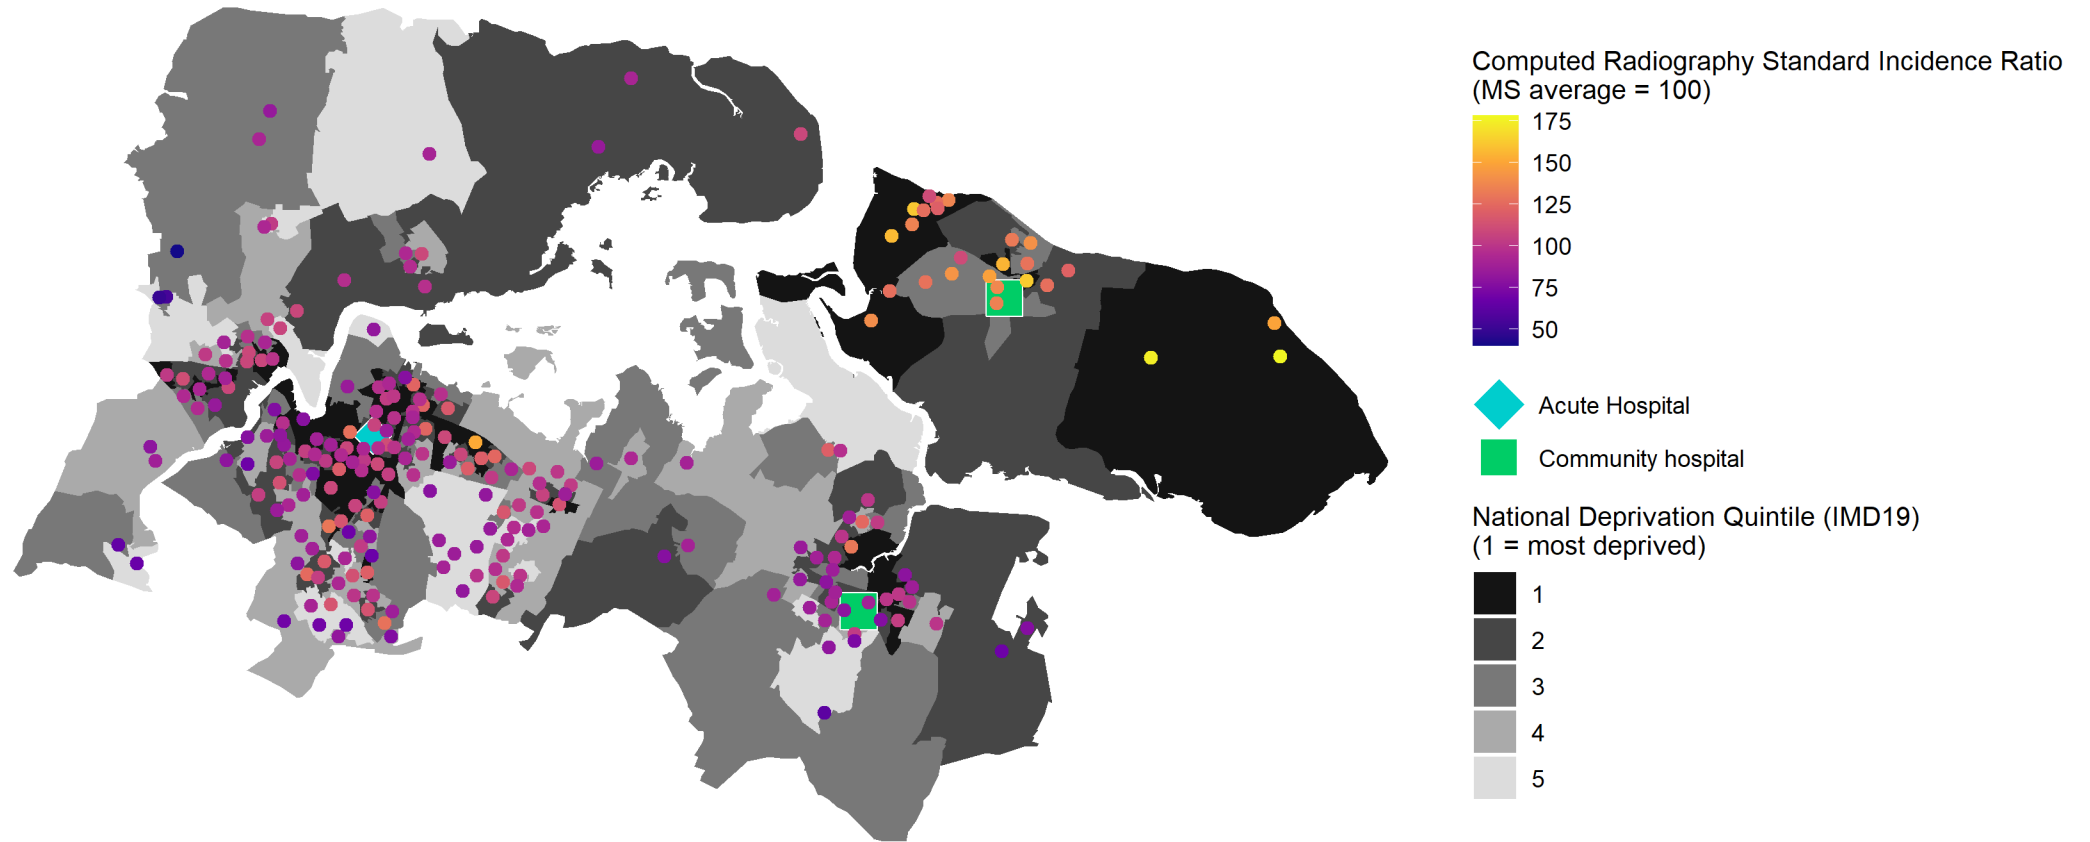 Computed Radiography Standard Incidence Ratio
(MS average = 100)
175
150
125
100
75
50
Acute Hospital
Community hospital
National Deprivation Quintile (IMD19)
(1 = most deprived)
1
2
3
4
5